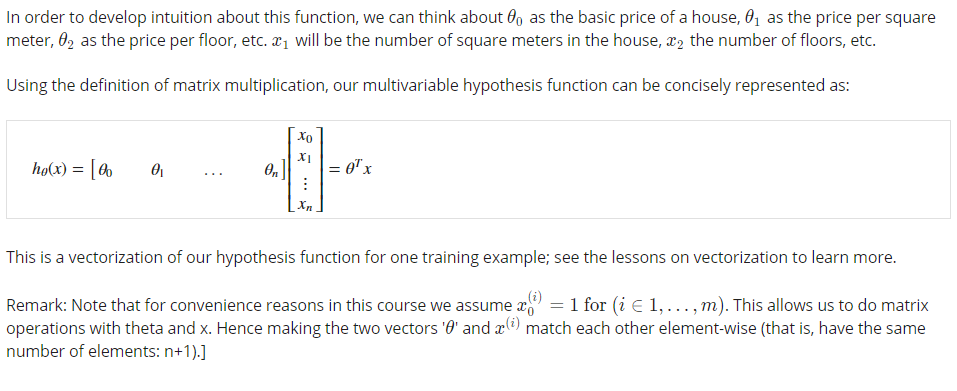 In order to develop intuition about this function, we can think about θ₀ as the basic price of a house, θ₁ as the price per square
meter, θ₂ as the price per floor, etc. x₁ will be the number of square meters in the house, x₂ the number of floors, etc.
Using the definition of matrix multiplication, our multivariable hypothesis function can be concisely represented as:
hθ(x) = [θ₀ θ₁ ... θₙ] [x₀ x₁ ⋮ xₙ] = θᵀx
This is a vectorization of our hypothesis function for one training example; see the lessons on vectorization to learn more.
Remark: Note that for convenience reasons in this course we assume x₀⁽ⁱ⁾ = 1 for (i ∈ 1, . . . , m). This allows us to do matrix
operations with theta and x. Hence making the two vectors 'θ' and x⁽ⁱ⁾ match each other element-wise (that is, have the same
number of elements: n+1).]